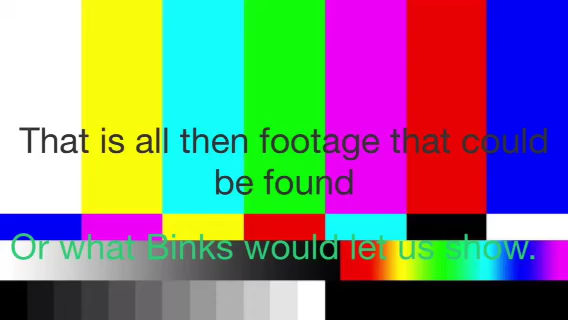 That is all then footage that could
be found
Or what Binks would let us show.